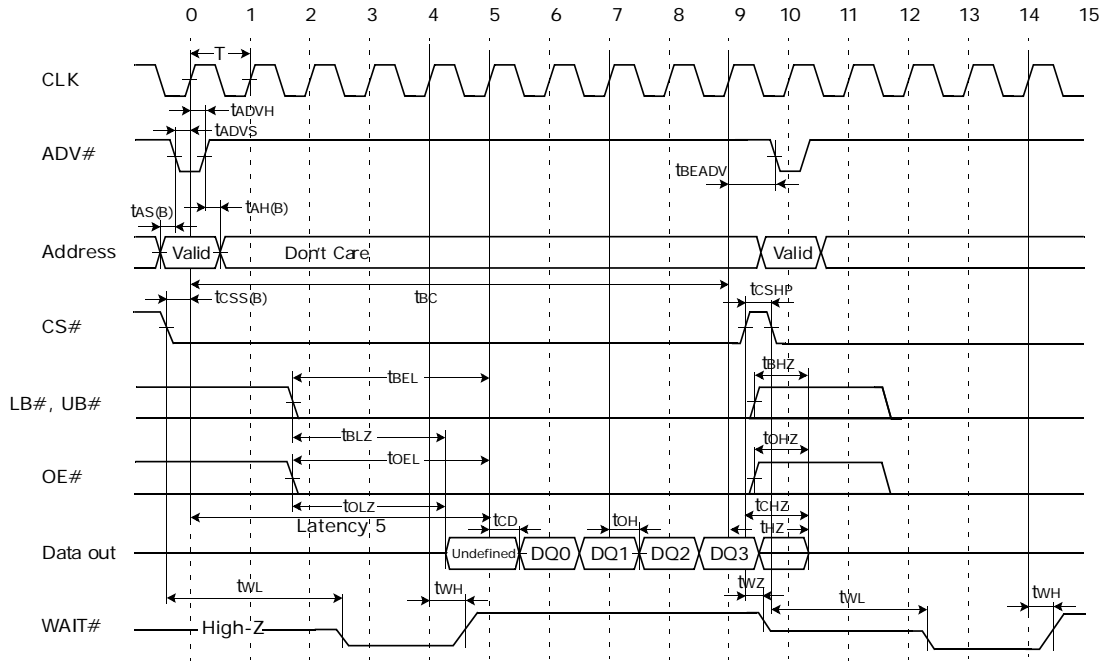 0 1 2 3 4 5 6 7 8 9 10 11 12 13 14 15
T
CLK
tADVH
tADVS
ADV#
tBEADV
tAS(B)
tAH(B)
Address Valid Don't Care Valid
tCSS(B) tBC tCSHP
CS#
tBEL tBHZ
LB#, UB#
tBLZ
tOEL tOHZ
OE#
tOLZ tCHZ
Latency 5 tCD tOH tHZ
Data out Undefined DQ0 DQ1 DQ2 DQ3
tWL tWH tWZ tWL tWH
WAIT# High-Z